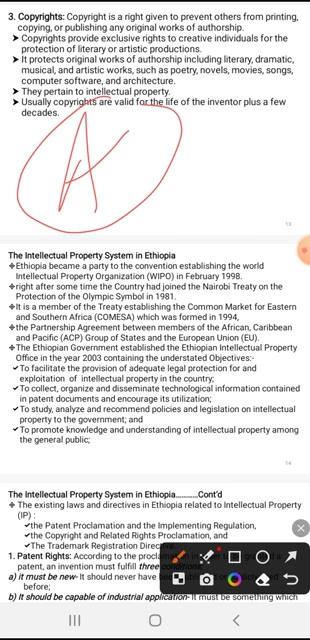 3. Copyrights: Copyright is a right given to prevent others from printing,
copying, or publishing any original works of authorship.
➤ Copyrights provide exclusive rights to creative individuals for the
protection of literary or artistic productions.
➤ It protects original works of authorship including literary, dramatic,
musical, and artistic works, such as poetry, novels, movies, songs,
computer software, and architecture.
➤ They pertain to intellectual property.
➤ Usually copyrights are valid for the life of the inventor plus a few
decades.
A
13
The Intellectual Property System in Ethiopia
❖Ethiopia became a party to the convention establishing the world
Intellectual Property Organization (WIPO) in February 1998.
❖right after some time the Country had joined the Nairobi Treaty on the
Protection of the Olympic Symbol in 1981.
❖It is a member of the Treaty establishing the Common Market for Eastern
and Southern Africa (COMESA) which was formed in 1994,
❖the Partnership Agreement between members of the African, Caribbean
and Pacific (ACP) Group of States and the European Union (EU).
❖The Ethiopian Government established the Ethiopian Intellectual Property
Office in the year 2003 containing the understated Objectives:-
✓To facilitate the provision of adequate legal protection for and
exploitation of intellectual property in the country;
✓To collect, organize and disseminate technological information contained
in patent documents and encourage its utilization;
✓To study, analyze and recommend policies and legislation on intellectual
property to the government; and
✓To promote knowledge and understanding of intellectual property among
the general public;
14
The Intellectual Property System in Ethiopia...........Cont'd
❖ The existing laws and directives in Ethiopia related to Intellectual Property
(IP) :
✓the Patent Proclamation and the Implementing Regulation,
✓the Copyright and Related Rights Proclamation, and
✓The Trademark Registration
1. Patent Rights: According to the
patent, an invention must fulfill three
a) it must be new- It should never have
before;
b) It should be capable of industrial application- It must be something which